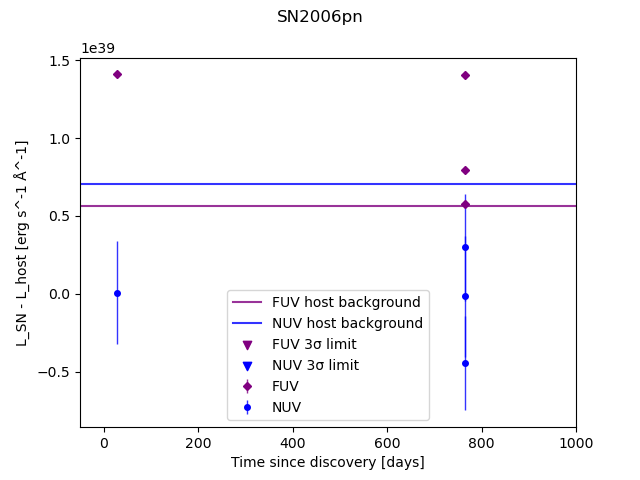 SN2006pn
1e39
1.5
1.0
0.5
0.0
−0.5
L_SN - L_host [erg s^-1 Å^-1]
FUV host background
NUV host background
FUV 3σ limit
NUV 3σ limit
FUV
NUV
0 200 400 600 800 1000
Time since discovery [days]